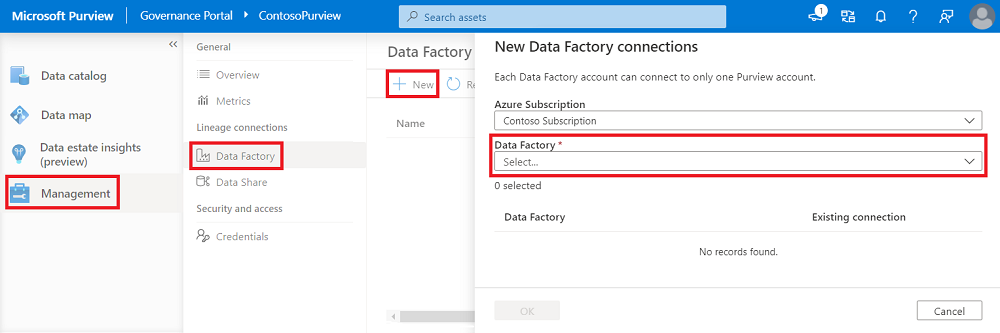 Microsoft Purview | Governance Portal > ContosoPurview
Search assets
1
«
Data catalog
Data map
Data estate insights
(preview)
Management
General
Overview
Metrics
Lineage connections
Data Factory
Data Share
Security and access
Credentials
Data Factory
New
Re
Name
New Data Factory connections
Each Data Factory account can connect to only one Purview account.
Azure Subscription
Contoso Subscription
Data Factory *
Select...
0 selected
Data Factory Existing connection
No records found.
OK Cancel